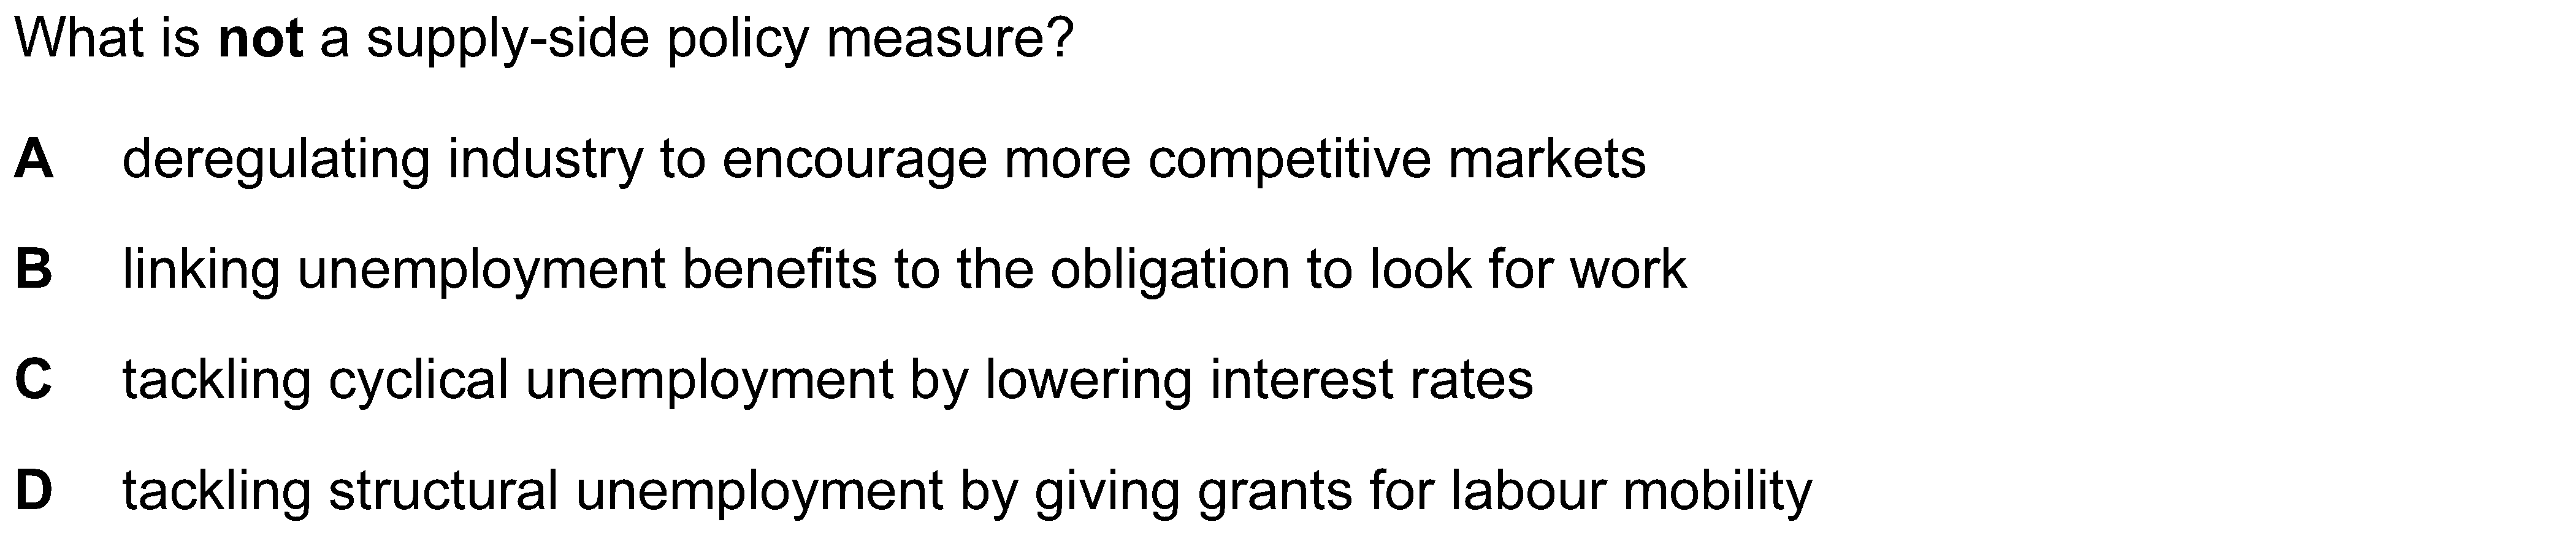 What is not a supply-side policy measure?
A deregulating industry to encourage more competitive markets
B linking unemployment benefits to the obligation to look for work
C tackling cyclical unemployment by lowering interest rates
D tackling structural unemployment by giving grants for labour mobility